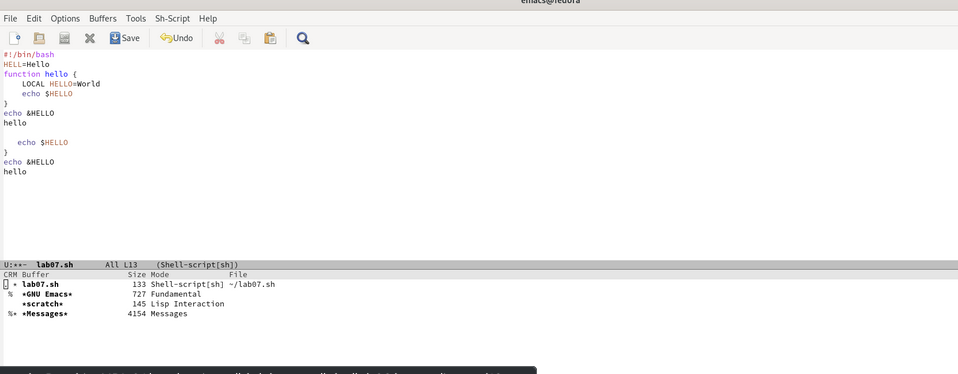 emacs@fedora
File Edit Options Buffers Tools Sh-Script Help
Save Undo
#!/bin/bash
HELL=Hello
function hello {
    LOCAL HELLO=World
    echo $HELLO
}
echo &HELLO
hello
   echo $HELLO
}
echo &HELLO
hello
U:**- lab07.sh All L13 (Shell-script[sh])
CRM Buffer Size Mode File
. * lab07.sh 133 Shell-script[sh] ~/lab07.sh
% *GNU Emacs* 727 Fundamental
*scratch* 145 Lisp Interaction
%* *Messages* 4154 Messages